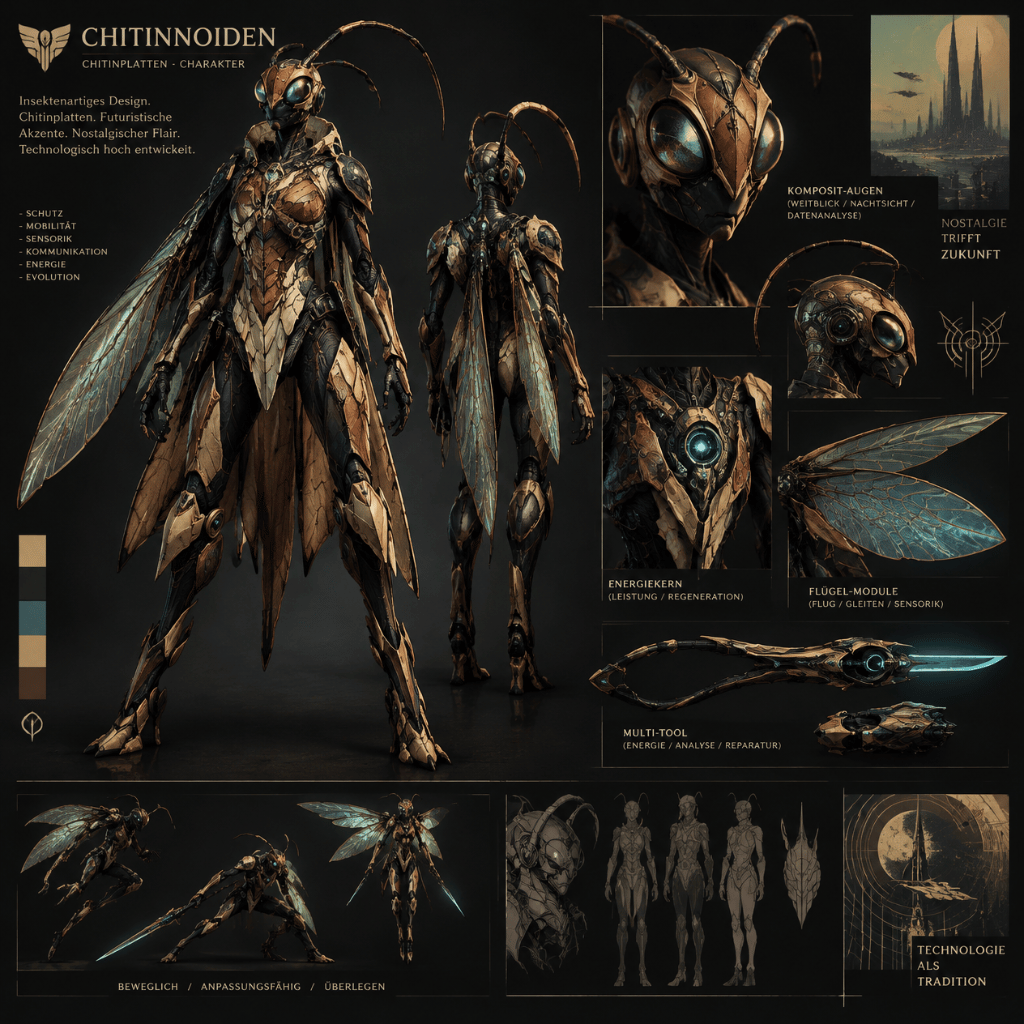 CHITINNOIDEN
CHITINPLATTEN - CHARAKTER
Insektenartiges Design.
Chitinplatten. Futuristische
Akzente. Nostalgischer Flair.
Technologisch hoch entwickelt.
- SCHUTZ
- MOBILITÄT
- SENSORIK
- KOMMUNIKATION
- ENERGIE
- EVOLUTION
KOMPOSIT-AUGEN
(WEITBLICK / NACHTSICHT /
DATENANALYSE)
NOSTALGIE
TRIFFT
ZUKUNFT
ENERGIEKERN
(LEISTUNG / REGENERATION)
FLÜGEL-MODULE
(FLUG / GLEITEN / SENSORIK)
MULTI-TOOL
(ENERGIE / ANALYSE / REPARATUR)
BEWEGLICH / ANPASSUNGSFÄHIG / ÜBERLEGEN
TECHNOLOGIE
ALS
TRADITION